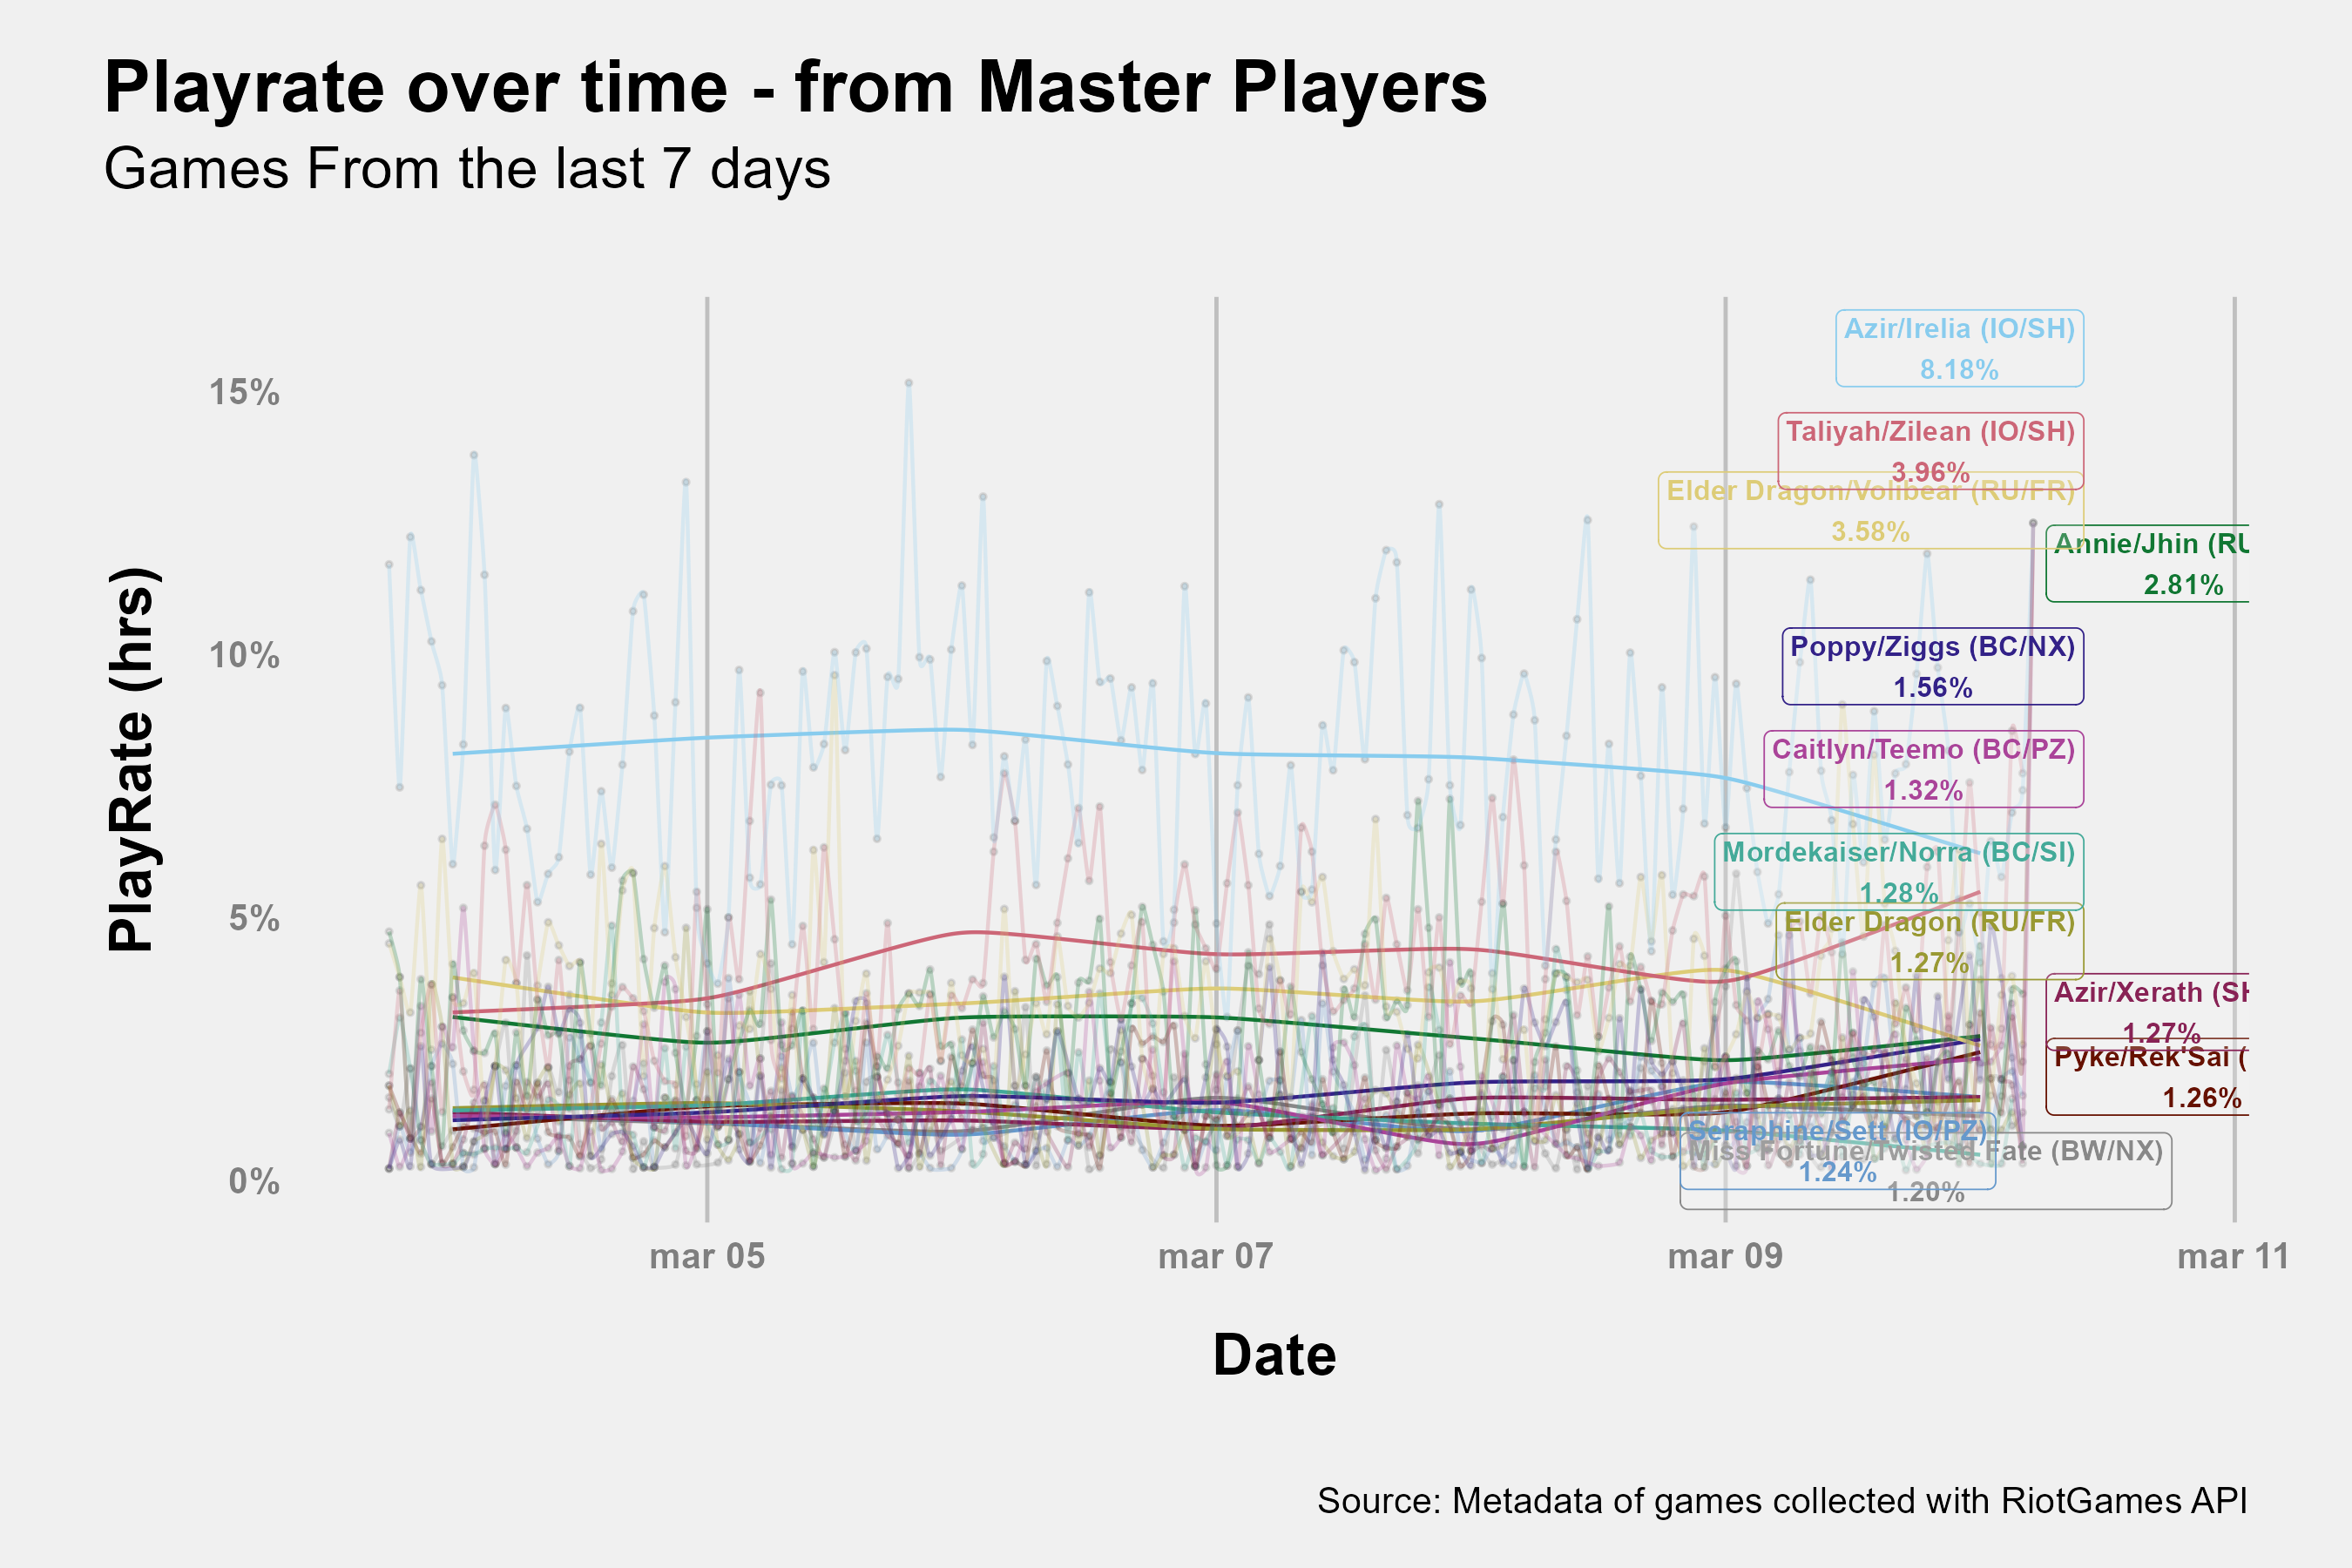 Playrate over time - from Master Players
Games From the last 7 days
PlayRate (hrs)
15%
10%
5%
0%
Azir/Irelia (IO/SH)
8.18%
Taliyah/Zilean (IO/SH)
3.96%
Elder Dragon/Volibear (RU/FR)
3.58%
Annie/Jhin (RU
2.81%
Poppy/Ziggs (BC/NX)
1.56%
Caitlyn/Teemo (BC/PZ)
1.32%
Mordekaiser/Norra (BC/SI)
1.28%
Elder Dragon (RU/FR)
1.27%
Azir/Xerath (SH
1.27%
Pyke/Rek'Sai (
1.26%
Seraphine/Sett (IO/PZ)
1.24%
Miss Fortune/Twisted Fate (BW/NX)
1.20%
mar 05
mar 07
mar 09
mar 11
Date
Source: Metadata of games collected with RiotGames API